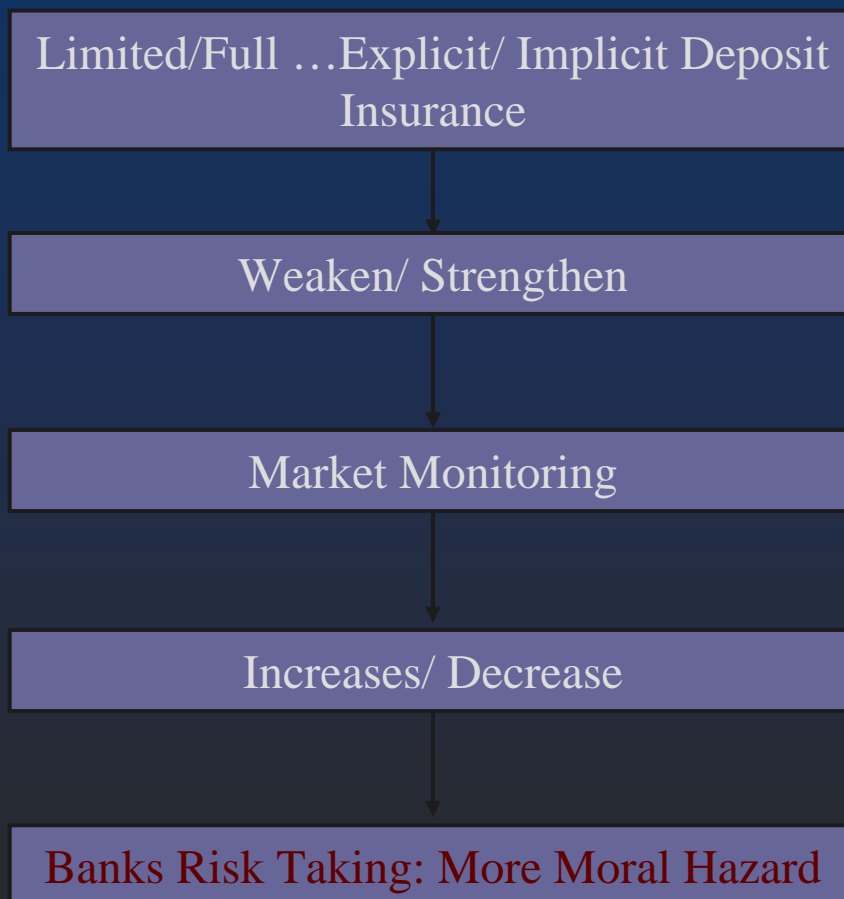 Limited/Full …Explicit/ Implicit Deposit
Insurance
Weaken/ Strengthen
Market Monitoring
Increases/ Decrease
Banks Risk Taking: More Moral Hazard